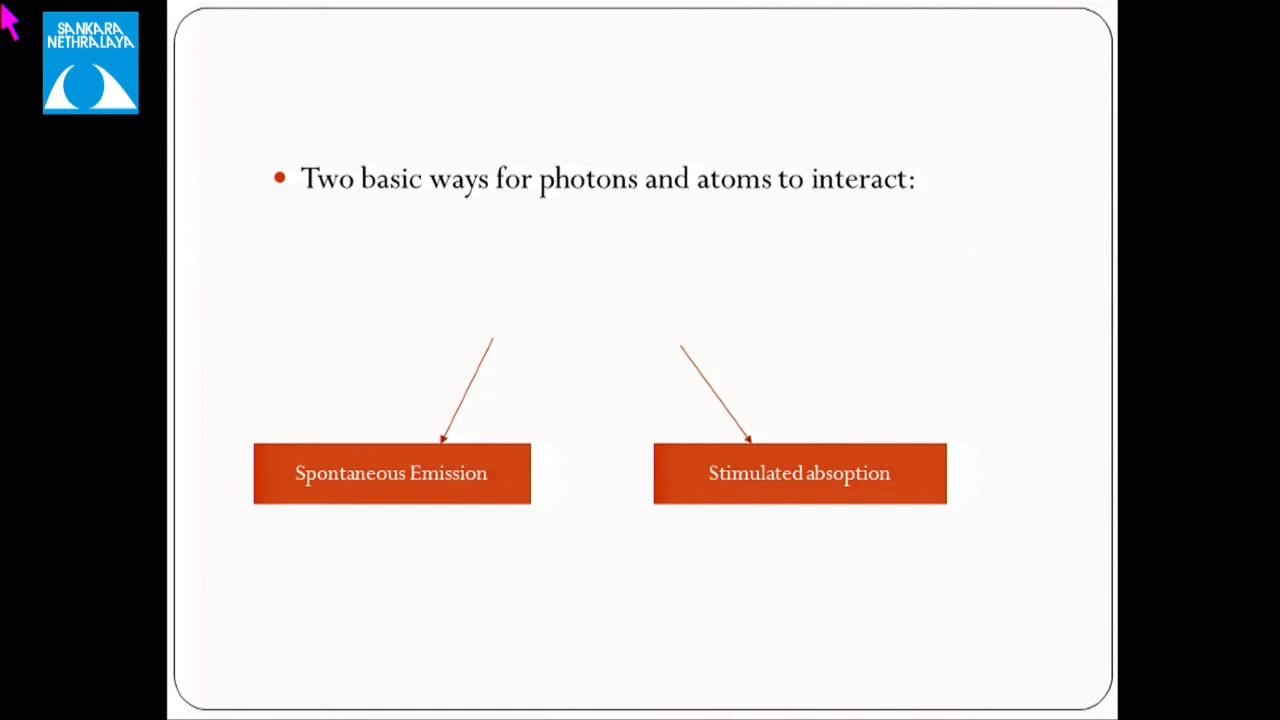 SANKARA
NETHRALAYA
Two basic ways for photons and atoms to interact:
Spontaneous Emission
Stimulated absoption